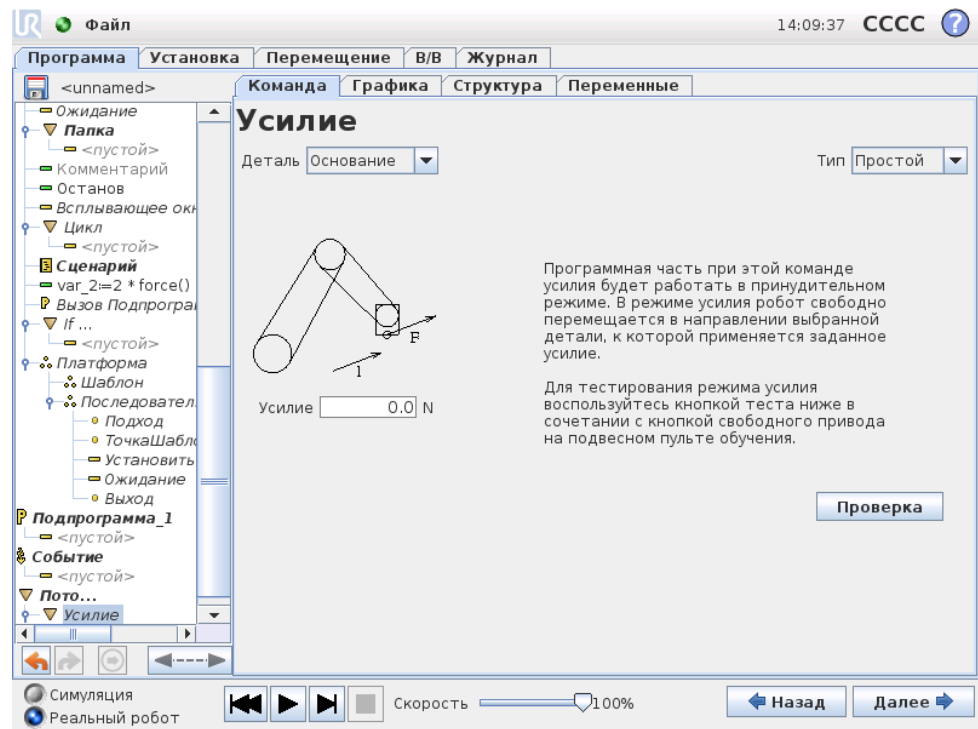 UR Файл 14:09:37 CCCC ?
Программа Установка Перемещение В/В Журнал
<unnamed>
Команда Графика Структура Переменные
Ожидание
Папка
<пустой>
Комментарий
Останов
Всплывающее окн
Цикл
<пустой>
Сценарий
var_2:=2 * force()
Вызов Подпрограл
If ...
<пустой>
Платформа
Шаблон
Последовател.
Подход
ТочкаШабло
Установить
Ожидание
Выход
Подпрограмма_1
<пустой>
Событие
<пустой>
Пото...
Усилие
Усилие
Деталь Основание
Тип Простой
F
1
Усилие 0.0 N
Программная часть при этой команде
усилия будет работать в принудительном
режиме. В режиме усилия робот свободно
перемещается в направлении выбранной
детали, к которой применяется заданное
усилие.
Для тестирования режима усилия
воспользуйтесь кнопкой теста ниже в
сочетании с кнопкой свободного привода
на подвесном пульте обучения.
Проверка
Симуляция
Реальный робот
Скорость 100%
Назад Далее